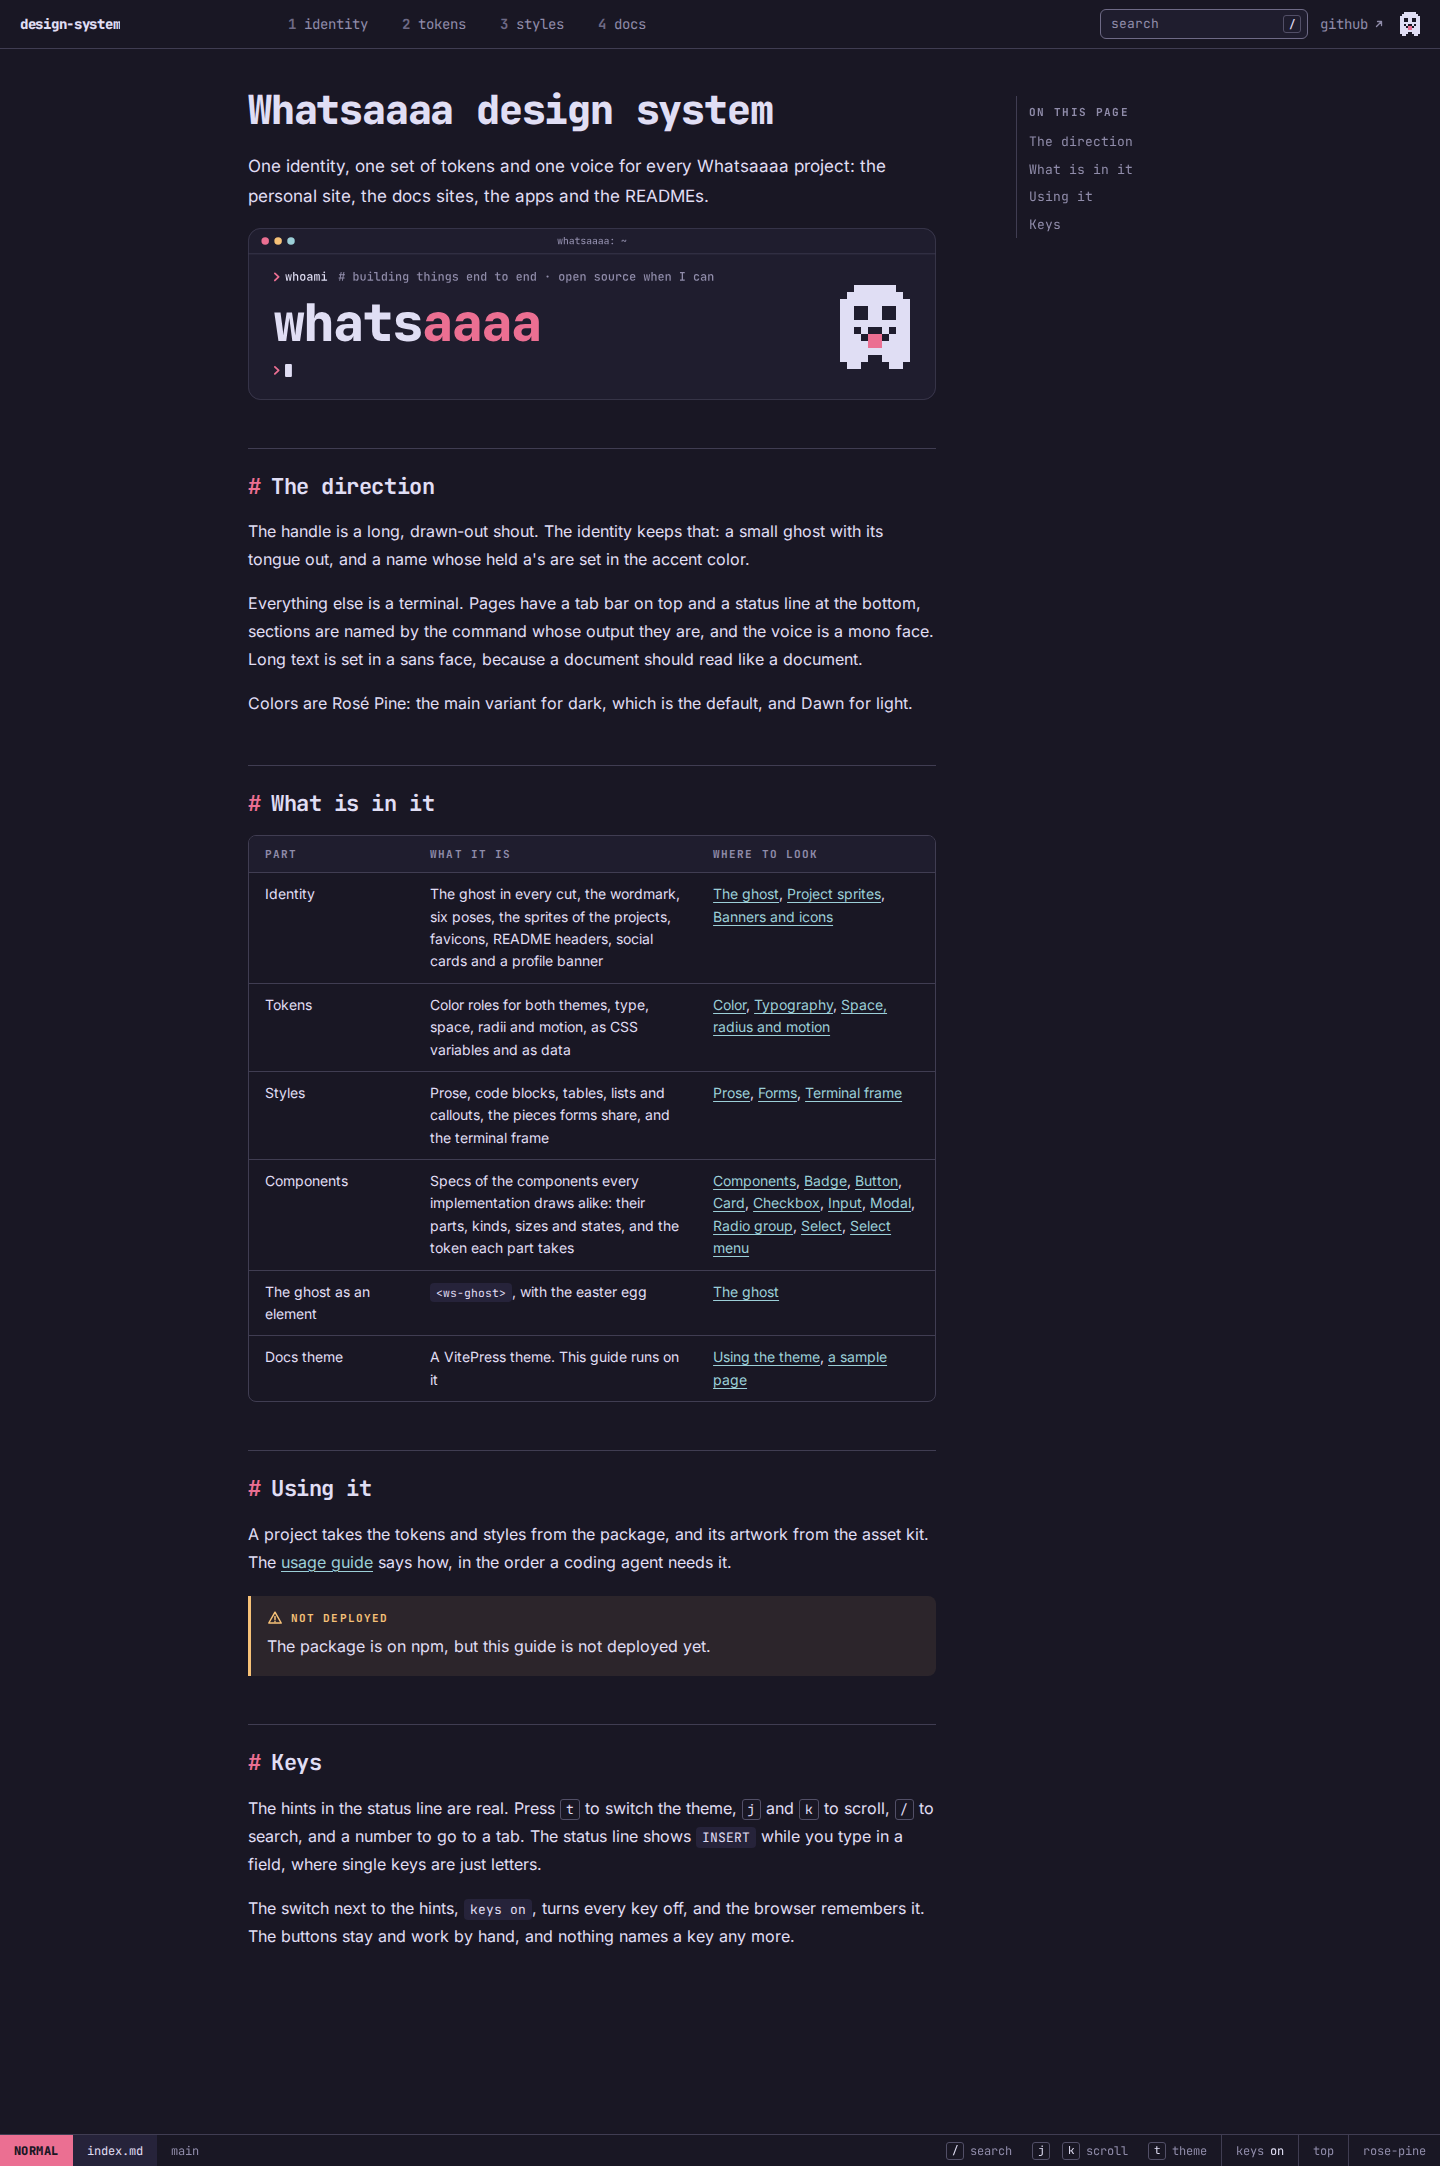 design-system
1 identity
2 tokens
3 styles
4 docs
search
/
github ↗
Whatsaaaa design system
One identity, one set of tokens and one voice for every Whatsaaaa project: the
personal site, the docs sites, the apps and the READMEs.
ON THIS PAGE
The direction
What is in it
Using it
Keys
whatsaaaa: ~
whoami # building things end to end · open source when I can
whatsaaaa
# The direction
The handle is a long, drawn-out shout. The identity keeps that: a small ghost with its
tongue out, and a name whose held a's are set in the accent color.
Everything else is a terminal. Pages have a tab bar on top and a status line at the bottom,
sections are named by the command whose output they are, and the voice is a mono face.
Long text is set in a sans face, because a document should read like a document.
Colors are Rosé Pine: the main variant for dark, which is the default, and Dawn for light.
# What is in it
PART
WHAT IT IS
WHERE TO LOOK
Identity
The ghost in every cut, the wordmark,
six poses, the sprites of the projects,
favicons, README headers, social
cards and a profile banner
The ghost, Project sprites,
Banners and icons
Tokens
Color roles for both themes, type,
space, radii and motion, as CSS
variables and as data
Color, Typography, Space,
radius and motion
Styles
Prose, code blocks, tables, lists and
callouts, the pieces forms share, and
the terminal frame
Prose, Forms, Terminal frame
Components
Specs of the components every
implementation draws alike: their
parts, kinds, sizes and states, and the
token each part takes
Components, Badge, Button,
Card, Checkbox, Input, Modal,
Radio group, Select, Select
menu
The ghost as an
element
<ws-ghost>, with the easter egg
The ghost
Docs theme
A VitePress theme. This guide runs on
it
Using the theme, a sample
page
# Using it
A project takes the tokens and styles from the package, and its artwork from the asset kit.
The usage guide says how, in the order a coding agent needs it.
NOT DEPLOYED
The package is on npm, but this guide is not deployed yet.
# Keys
The hints in the status line are real. Press t to switch the theme, j and k to scroll, / to
search, and a number to go to a tab. The status line shows INSERT while you type in a
field, where single keys are just letters.
The switch next to the hints, keys on, turns every key off, and the browser remembers it.
The buttons stay and work by hand, and nothing names a key any more.
NORMAL
index.md
main
/ search
j k scroll
t theme
keys on
top
rose-pine